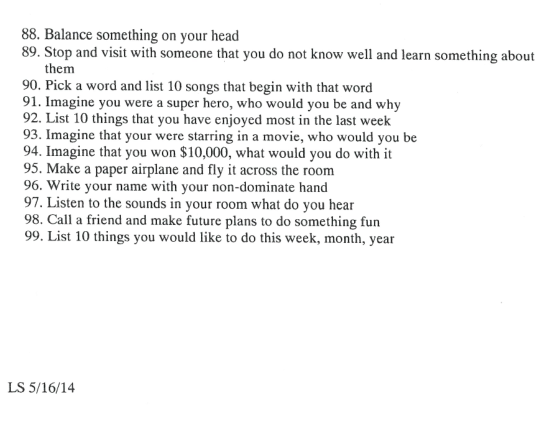 88. Balance something on your head
89. Stop and visit with someone that you do not know well and learn something about
them
90. Pick a word and list 10 songs that begin with that word
91. Imagine you were a super hero, who would you be and why
92. List 10 things that you have enjoyed most in the last week
93. Imagine that your were starring in a movie, who would you be
94. Imagine that you won $10,000, what would you do with it
95. Make a paper airplane and fly it across the room
96. Write your name with your non-dominate hand
97. Listen to the sounds in your room what do you hear
98. Call a friend and make future plans to do something fun
99. List 10 things you would like to do this week, month, year
LS 5/16/14